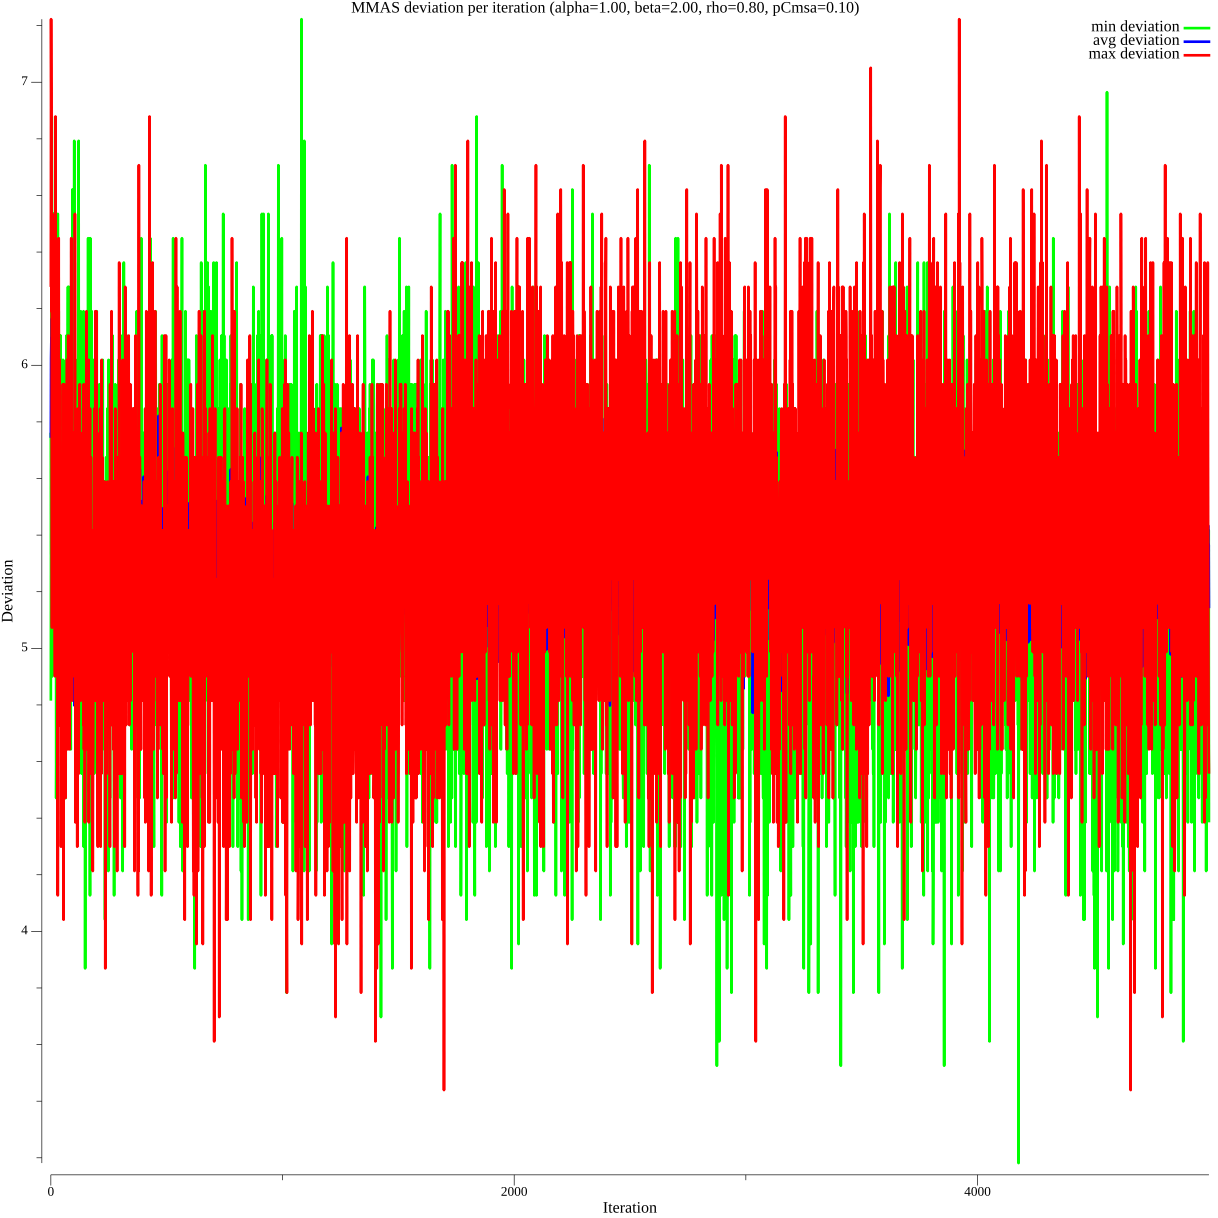 MMAS deviation per iteration (alpha=1.00, beta=2.00, rho=0.80, pCmsa=0.10)
min deviation
avg deviation
max deviation
7
6
5
4
Deviation
0
2000
4000
Iteration